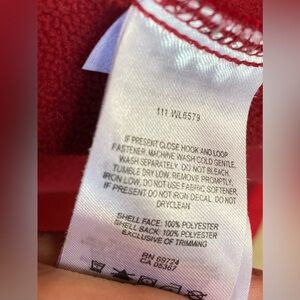 111 WL6579
IF PRESENT CLOSE HOOK AND LOOP
FASTENER, MACHINE WASH COLD GENTLE,
WASH SEPARATELY, DO NOT BLEACH,
TUMBLE DRY LOW, REMOVE PROMPTLY,
IRON LOW, DO NOT USE FABRIC SOFTENER,
IF PRESENT DO NOT IRON DECAL. DO NOT
DRYCLEAN
SHELL FACE: 100% POLYESTER
SHELL BACK: 100% POLYESTER
EXCLUSIVE OF TRIMMING
RN 69724
CA 05367